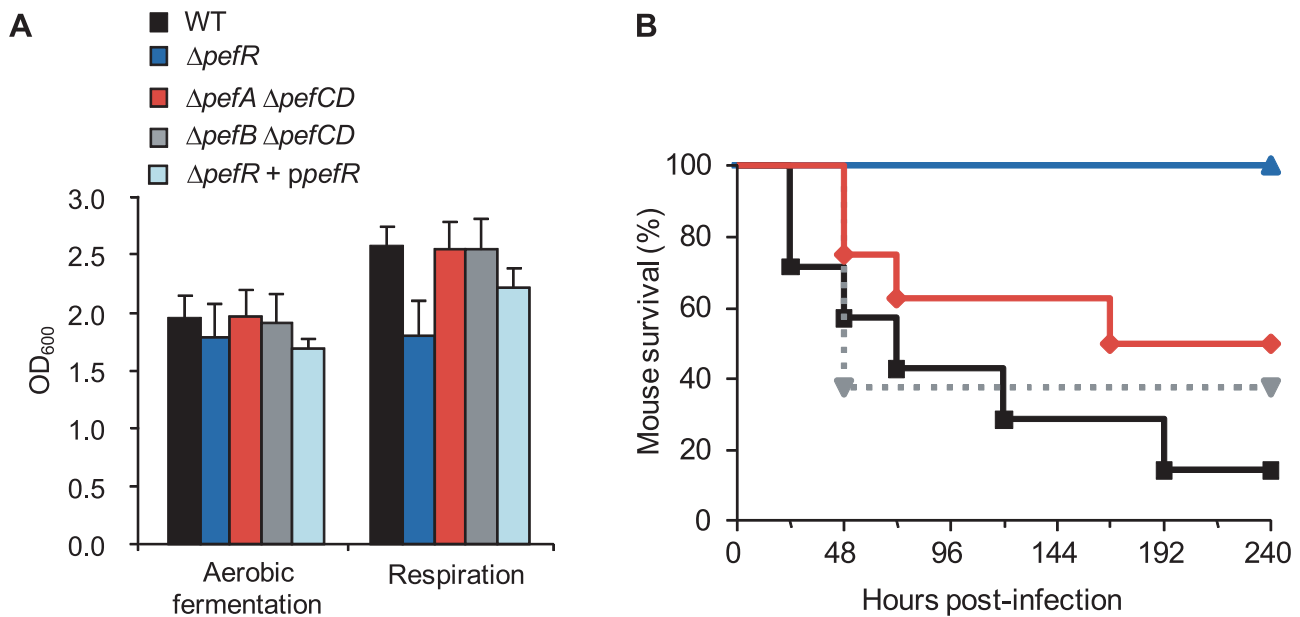 A
WT
ΔpefR
ΔpefA ΔpefCD
ΔpefB ΔpefCD
ΔpefR + ppefR
3.0
2.5
2.0
1.5
1.0
0.5
0.0
OD600
Aerobic
fermentation
Respiration
B
100
80
60
40
20
0
Mouse survival (%)
0 48 96 144 192 240
Hours post-infection